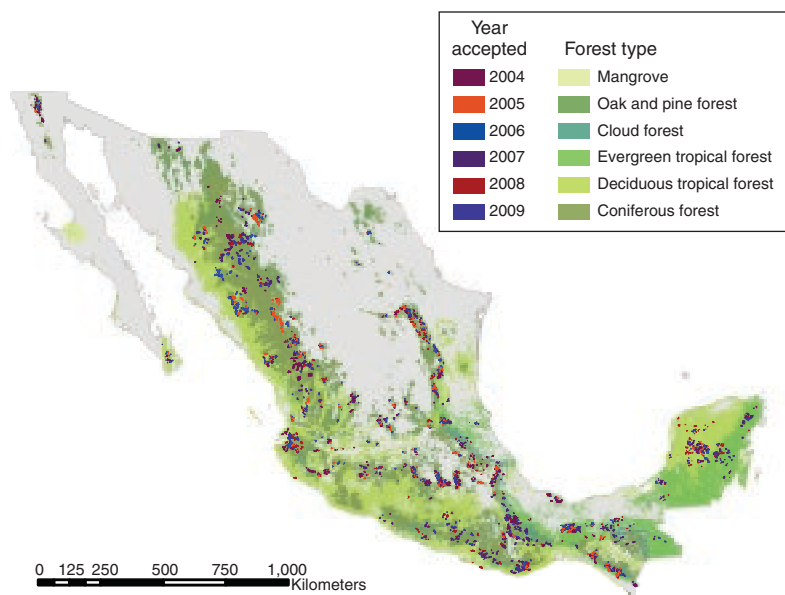 Year accepted
Forest type
2004 Mangrove
2005 Oak and pine forest
2006 Cloud forest
2007 Evergreen tropical forest
2008 Deciduous tropical forest
2009 Coniferous forest
0 125 250 500 750 1,000
Kilometers